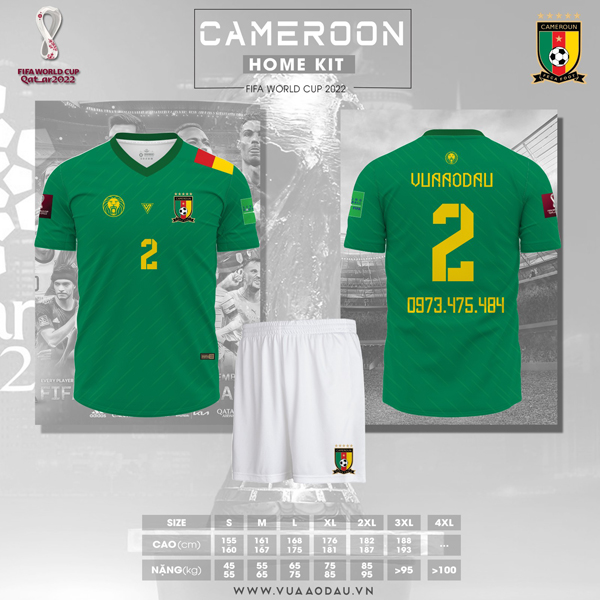 CAMEROON
HOME KIT
FIFA WORLD CUP 2022
FIFA WORLD CUP
Qatar2022
CAMEROUN
VUAAODAU
2
2
0973.475.484
SIZE S M L XL 2XL 3XL 4XL
CAO(cm) 155 160 161 167 168 175 176 181 182 187 188 193 ...
NẶNG(kg) 45 55 55 65 65 75 75 85 85 95 >95 >100
WWW.VUAAODAU.VN